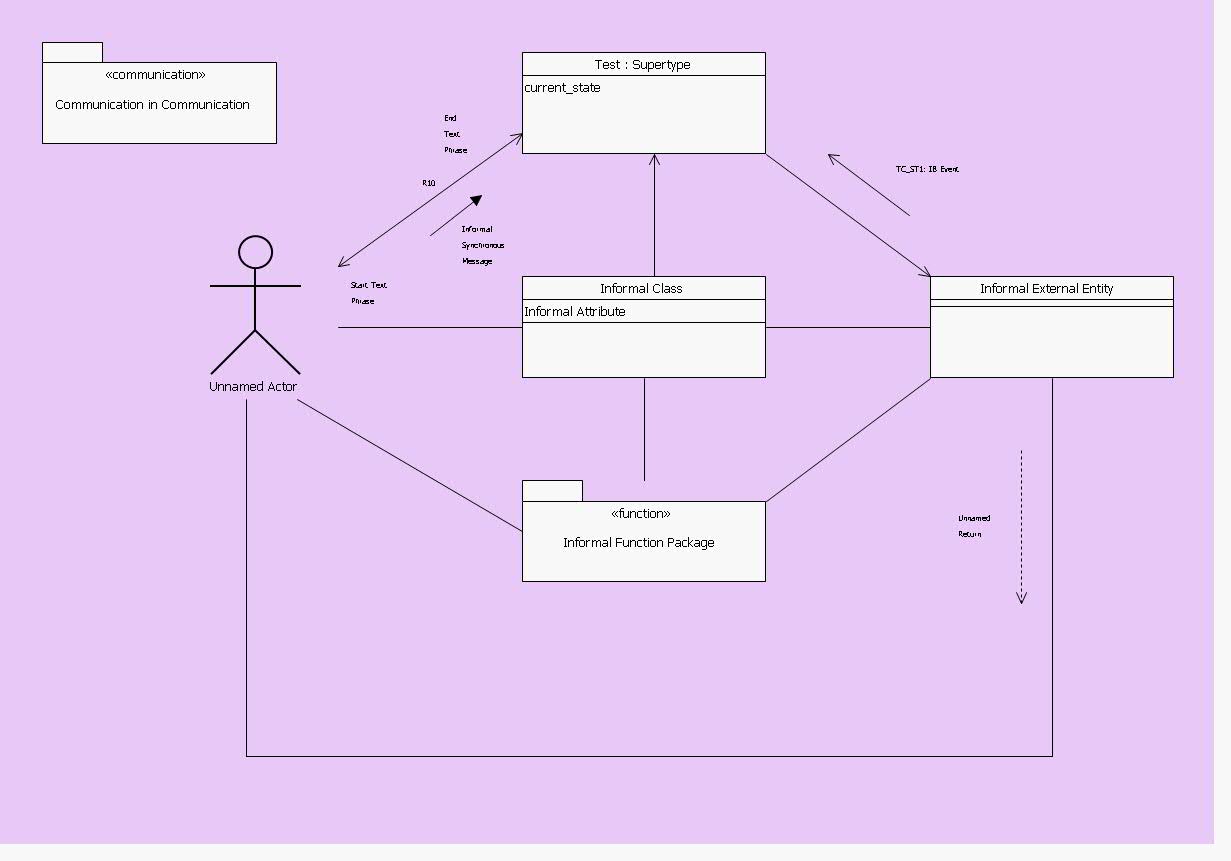 «communication»
Communication in Communication
Test : Supertype
current_state
End
Text
Phrase
R10
TC_ST1: IB Event
Informal
Synchronous
Message
Start Text
Phrase
Informal Class
Informal Attribute
Informal External Entity
Unnamed Actor
«function»
Informal Function Package
Unnamed
Return